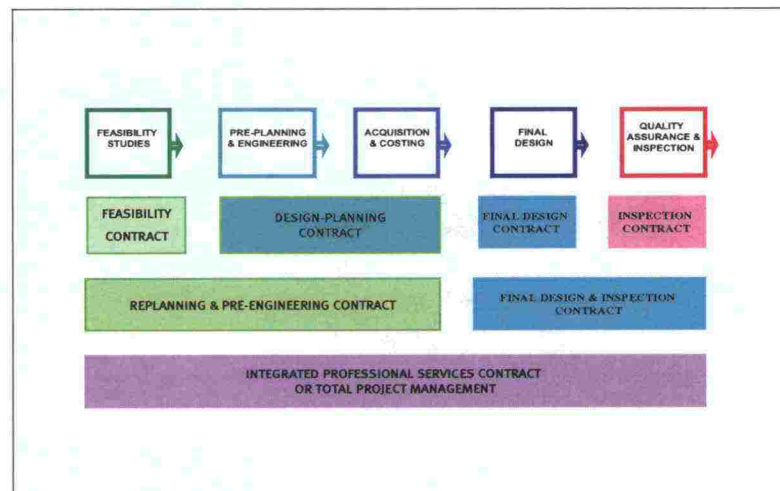 FEASIBILITY
STUDIES
PRE-PLANNING
& ENGINEERING
ACQUISITION
& COSTING
FINAL
DESIGN
QUALITY
ASSURANCE &
INSPECTION
FEASIBILITY
CONTRACT
DESIGN-PLANNING
CONTRACT
FINAL DESIGN
CONTRACT
INSPECTION
CONTRACT
REPLANNING & PRE-ENGINEERING CONTRACT
FINAL DESIGN & INSPECTION
CONTRACT
INTEGRATED PROFESSIONAL SERVICES CONTRACT
OR TOTAL PROJECT MANAGEMENT